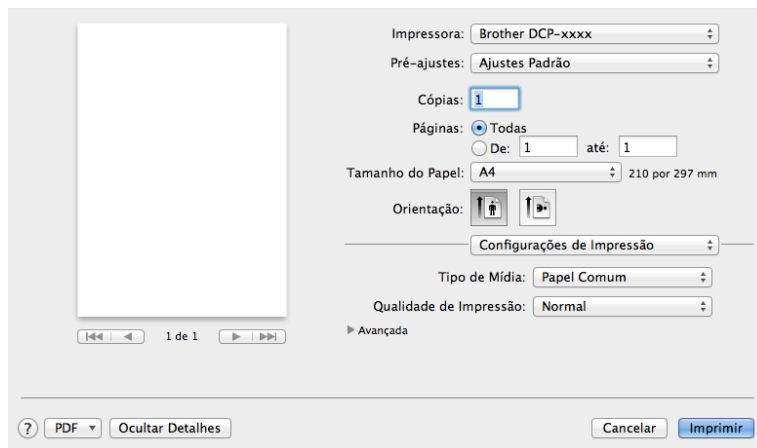 Impressora: Brother DCP-xxxx
Pré-ajustes: Ajustes Padrão
Cópias: 1
Páginas: Todas
De: 1 até: 1
Tamanho do Papel: A4 210 por 297 mm
Orientação:
Configurações de Impressão
Tipo de Mídia: Papel Comum
Qualidade de Impressão: Normal
Avançada
1 de 1
? PDF Ocultar Detalhes Cancelar Imprimir